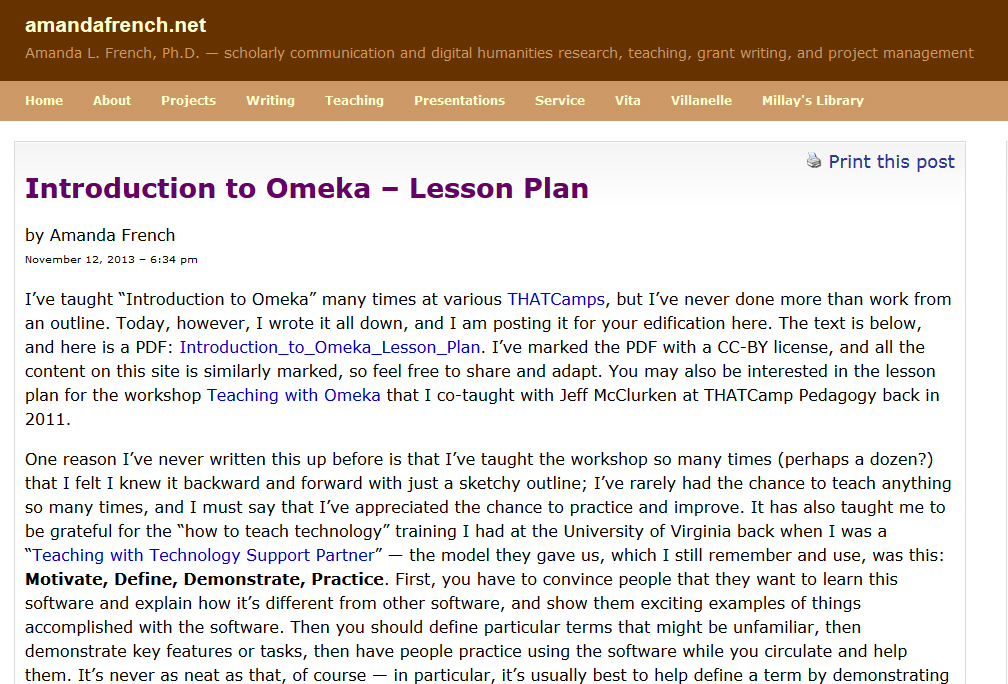 amandafrench.net
Amanda L. French, Ph.D. — scholarly communication and digital humanities research, teaching, grant writing, and project management
Home About Projects Writing Teaching Presentations Service Vita Villanelle Millay's Library
Print this post
Introduction to Omeka – Lesson Plan
by Amanda French
November 12, 2013 – 6:34 pm
I’ve taught “Introduction to Omeka” many times at various THATCamps, but I’ve never done more than work from
an outline. Today, however, I wrote it all down, and I am posting it for your edification here. The text is below,
and here is a PDF: Introduction_to_Omeka_Lesson_Plan. I’ve marked the PDF with a CC-BY license, and all the
content on this site is similarly marked, so feel free to share and adapt. You may also be interested in the lesson
plan for the workshop Teaching with Omeka that I co-taught with Jeff McClurken at THATCamp Pedagogy back in
2011.
One reason I’ve never written this up before is that I’ve taught the workshop so many times (perhaps a dozen?)
that I felt I knew it backward and forward with just a sketchy outline; I’ve rarely had the chance to teach anything
so many times, and I must say that I’ve appreciated the chance to practice and improve. It has also taught me to
be grateful for the “how to teach technology” training I had at the University of Virginia back when I was a
“Teaching with Technology Support Partner” — the model they gave us, which I still remember and use, was this:
Motivate, Define, Demonstrate, Practice. First, you have to convince people that they want to learn this
software and explain how it’s different from other software, and show them exciting examples of things
accomplished with the software. Then you should define particular terms that might be unfamiliar, then
demonstrate key features or tasks, then have people practice using the software while you circulate and help
them. It’s never as neat as that, of course — in particular, it’s usually best to help define a term by demonstrating